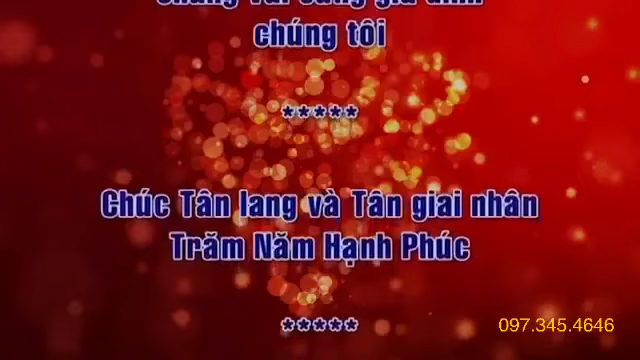 chúng tôi
*****
Chúc Tân lang và Tân giai nhân
Trăm Năm Hạnh Phúc
*****
097.345.4646